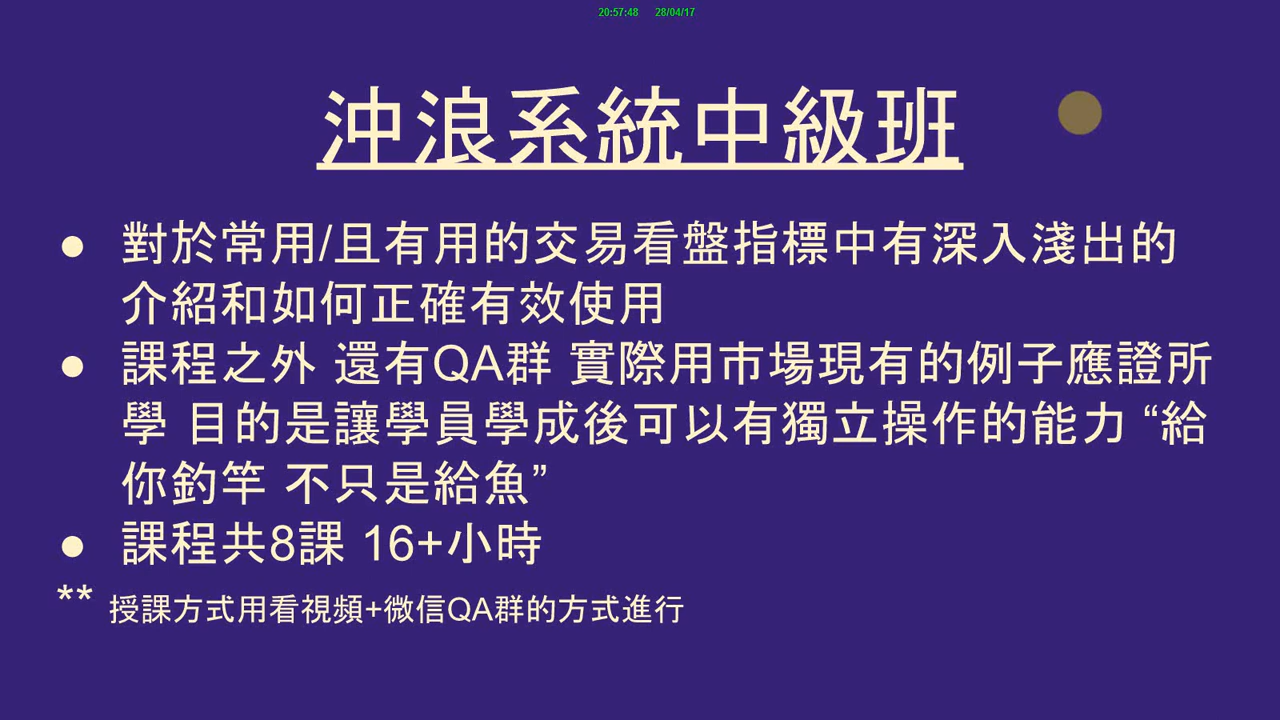 20:57:48 28/04/17
沖浪系統中級班
● 對於常用/且有用的交易看盤指標中有深入淺出的
介紹和如何正確有效使用
● 課程之外 還有QA群 實際用市場現有的例子應證所
學 目的是讓學員學成後可以有獨立操作的能力 “給
你釣竿 不只是給魚”
● 課程共8課 16+小時
** 授課方式用看視頻+微信QA群的方式進行